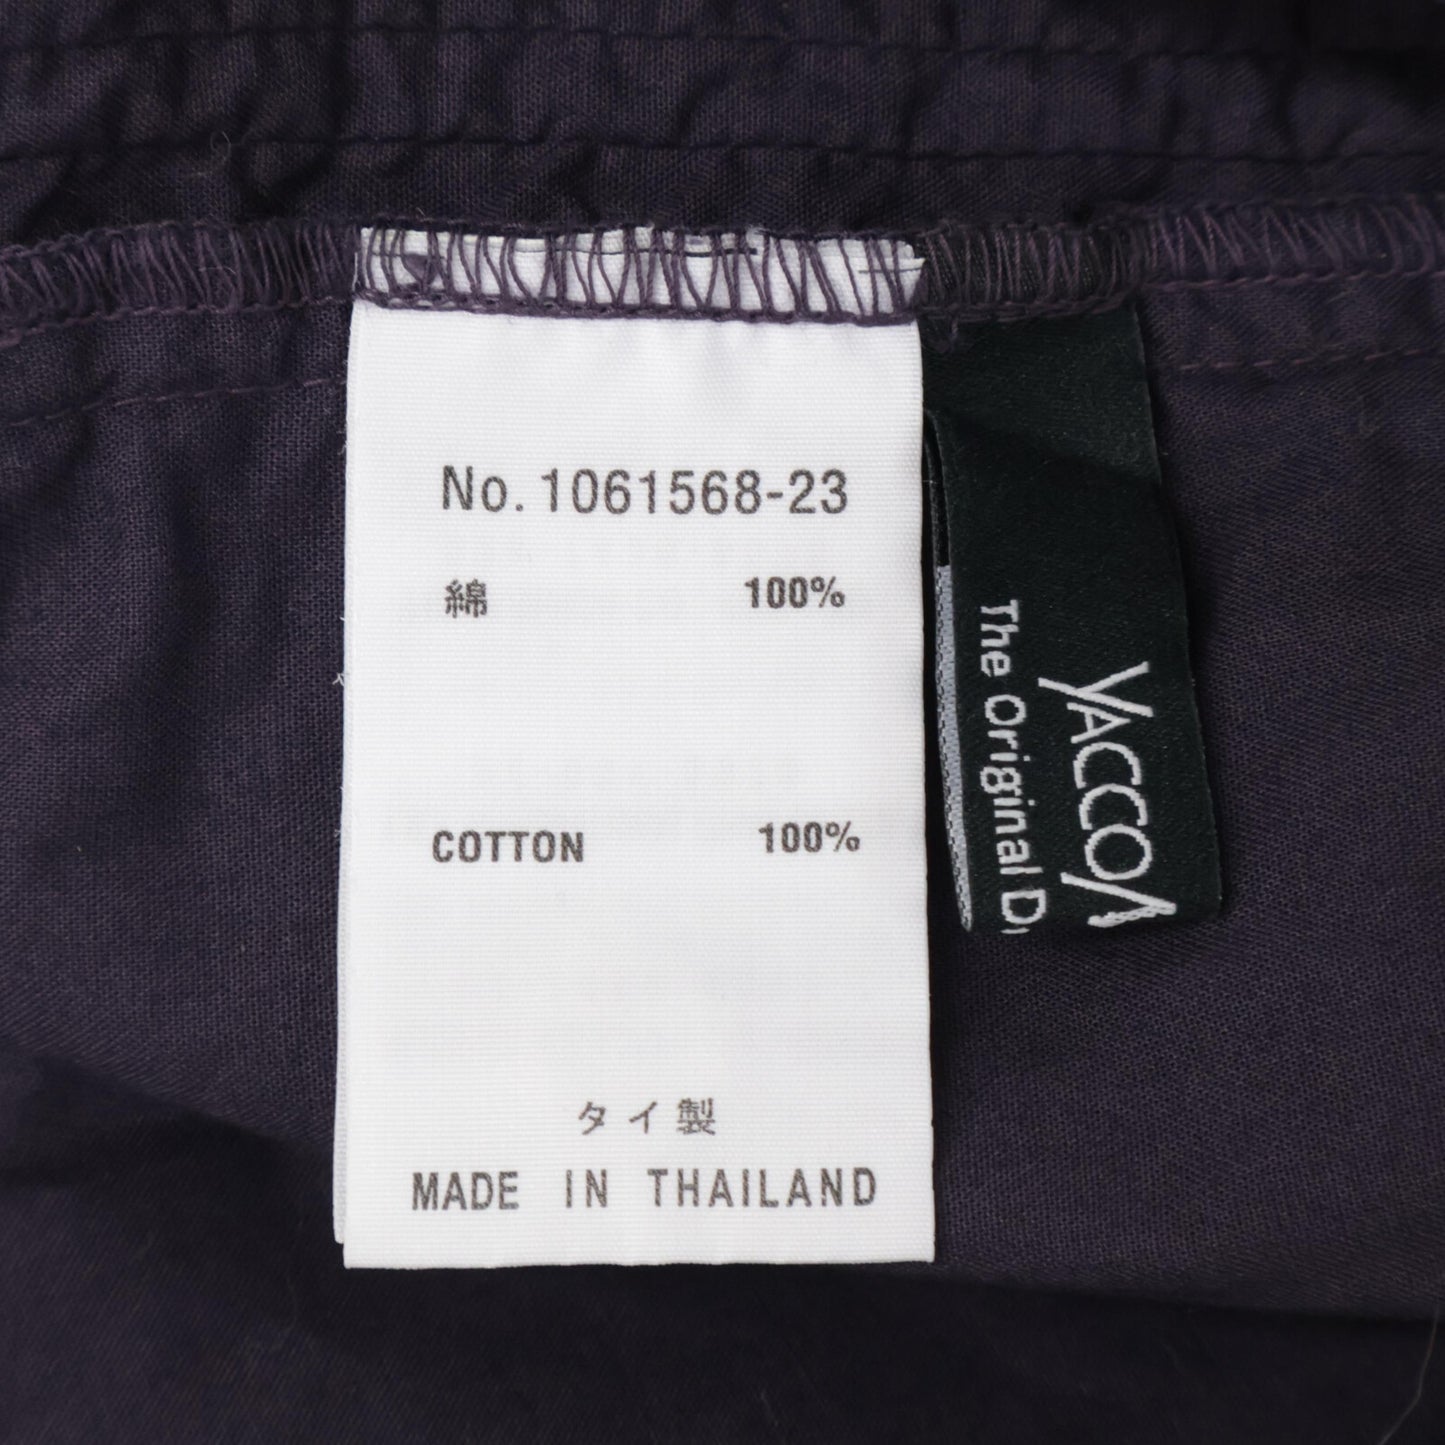 No. 1061568-23
綿 100%
COTTON 100%
タイ製
MADE IN THAILAND
YACCO
The Original